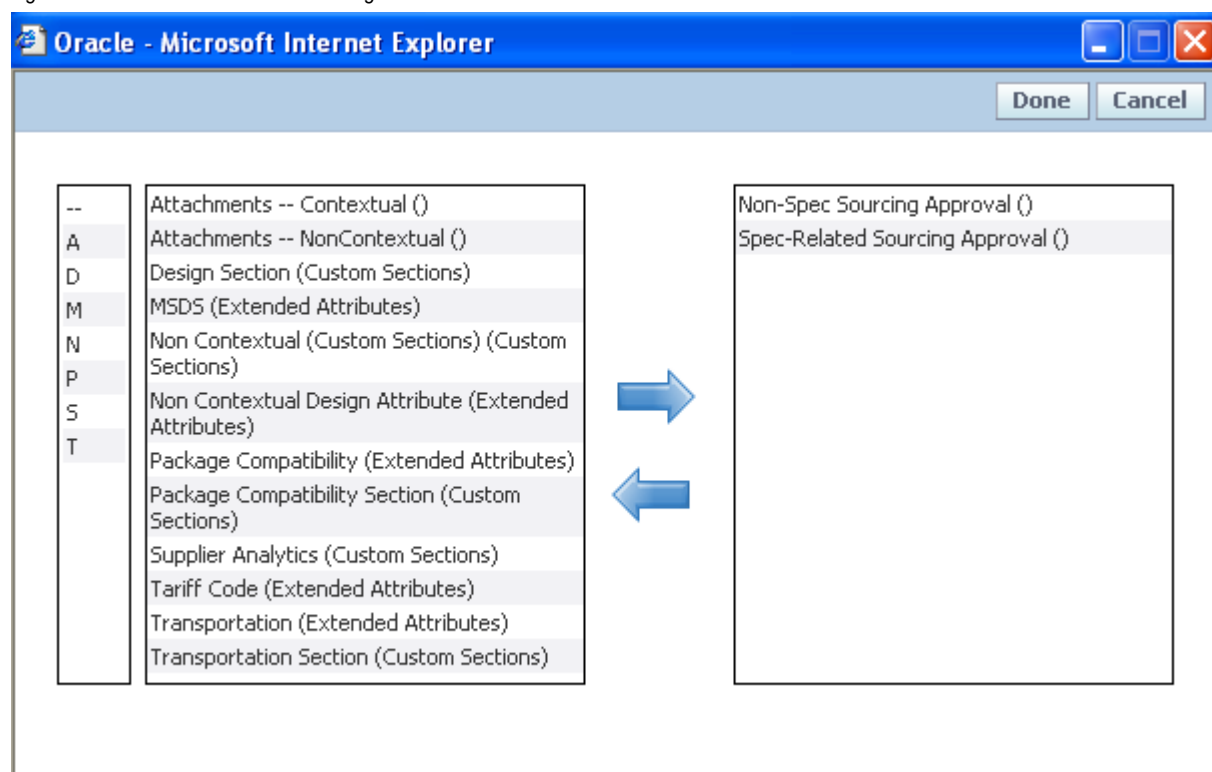 Oracle - Microsoft Internet Explorer
Done Cancel
--
A
D
M
N
P
S
T
Attachments -- Contextual ()
Attachments -- NonContextual ()
Design Section (Custom Sections)
MSDS (Extended Attributes)
Non Contextual (Custom Sections) (Custom
Sections)
Non Contextual Design Attribute (Extended
Attributes)
Package Compatibility (Extended Attributes)
Package Compatibility Section (Custom
Sections)
Supplier Analytics (Custom Sections)
Tariff Code (Extended Attributes)
Transportation (Extended Attributes)
Transportation Section (Custom Sections)
Non-Spec Sourcing Approval ()
Spec-Related Sourcing Approval ()